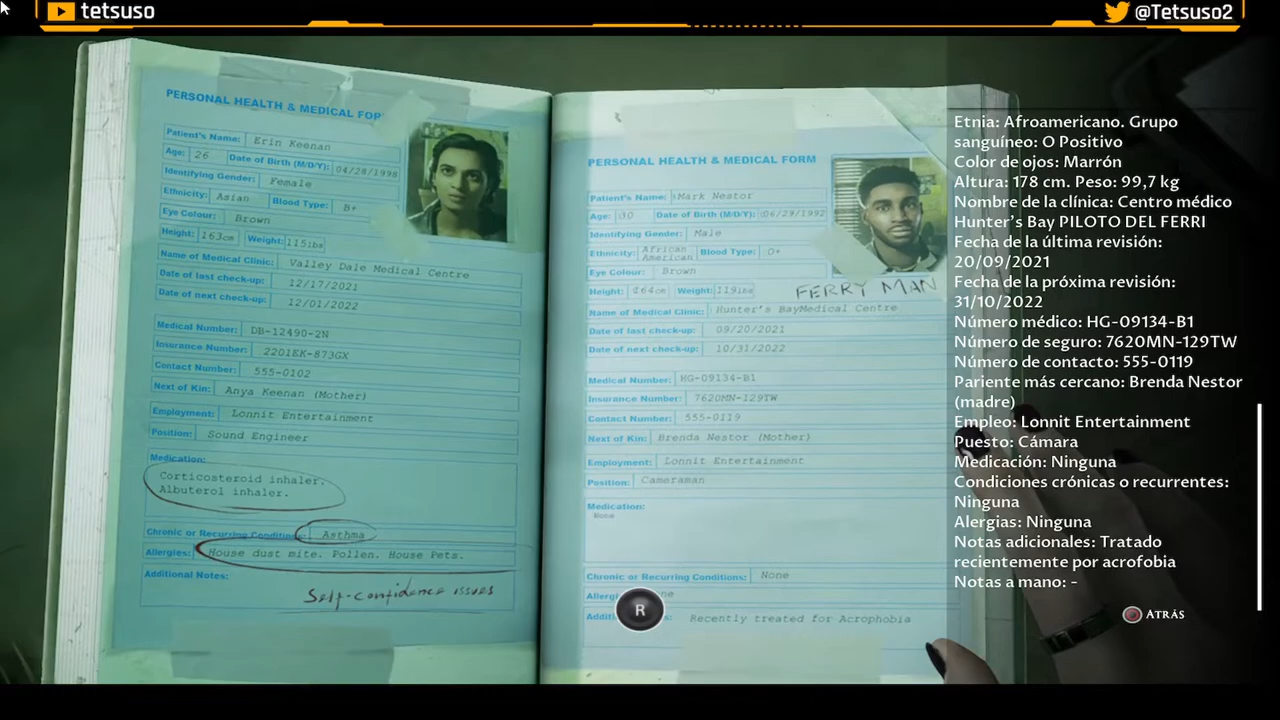 tetsuso
@Tetsuso2
PERSONAL HEALTH & MEDICAL FOR
Patient's Name: Erin Keenan
Age: 26 Date of Birth (M/D/Y): 04/28/1998
Identifying Gender: Female
Ethnicity: Asian Blood Type: B+
Eye Colour: Brown
Height: 163cm Weight: 115lbs
Name of Medical Clinic: Valley Dale Medical Centre
Date of last check-up: 12/17/2021
Date of next check-up: 12/01/2022
Medical Number: DB-12490-2N
Insurance Number: 2201EK-873GX
Contact Number: 555-0102
Next of Kin: Anya Keenan (Mother)
Employment: Lonnit Entertainment
Position: Sound Engineer
Medication:
Corticosteroid inhaler.
Albuterol inhaler.
Chronic or Recurring Conditions: Asthma
Allergies: House dust mite. Pollen. House Pets.
Additional Notes:
Self-confidence issues
PERSONAL HEALTH & MEDICAL FORM
Patient's Name: Mark Nestor
Age: 30 Date of Birth (M/D/Y): 06/29/1992
Identifying Gender: Male
Ethnicity: African American Blood Type: O+
Eye Colour: Brown
Height: 164cm Weight: 119lbs
FERRY MAN
Name of Medical Clinic: Hunter's BayMedical Centre
Date of last check-up: 09/20/2021
Date of next check-up: 10/31/2022
Medical Number: HG-09134-B1
Insurance Number: 7620MN-129TW
Contact Number: 555-0119
Next of Kin: Brenda Nestor (Mother)
Employment: Lonnit Entertainment
Position: Cameraman
Medication:
None
Chronic or Recurring Conditions: None
Recently treated for Acrophobia
R
Etnia: Afroamericano. Grupo
sanguíneo: O Positivo
Color de ojos: Marrón
Altura: 178 cm. Peso: 99,7 kg
Nombre de la clínica: Centro médico
Hunter's Bay PILOTO DEL FERRI
Fecha de la última revisión:
20/09/2021
Fecha de la próxima revisión:
31/10/2022
Número médico: HG-09134-B1
Número de seguro: 7620MN-129TW
Número de contacto: 555-0119
Pariente más cercano: Brenda Nestor
(madre)
Empleo: Lonnit Entertainment
Puesto: Cámara
Medicación: Ninguna
Condiciones crónicas o recurrentes:
Ninguna
Alergias: Ninguna
Notas adicionales: Tratado
recientemente por acrofobia
Notas a mano: -
ATRÁS